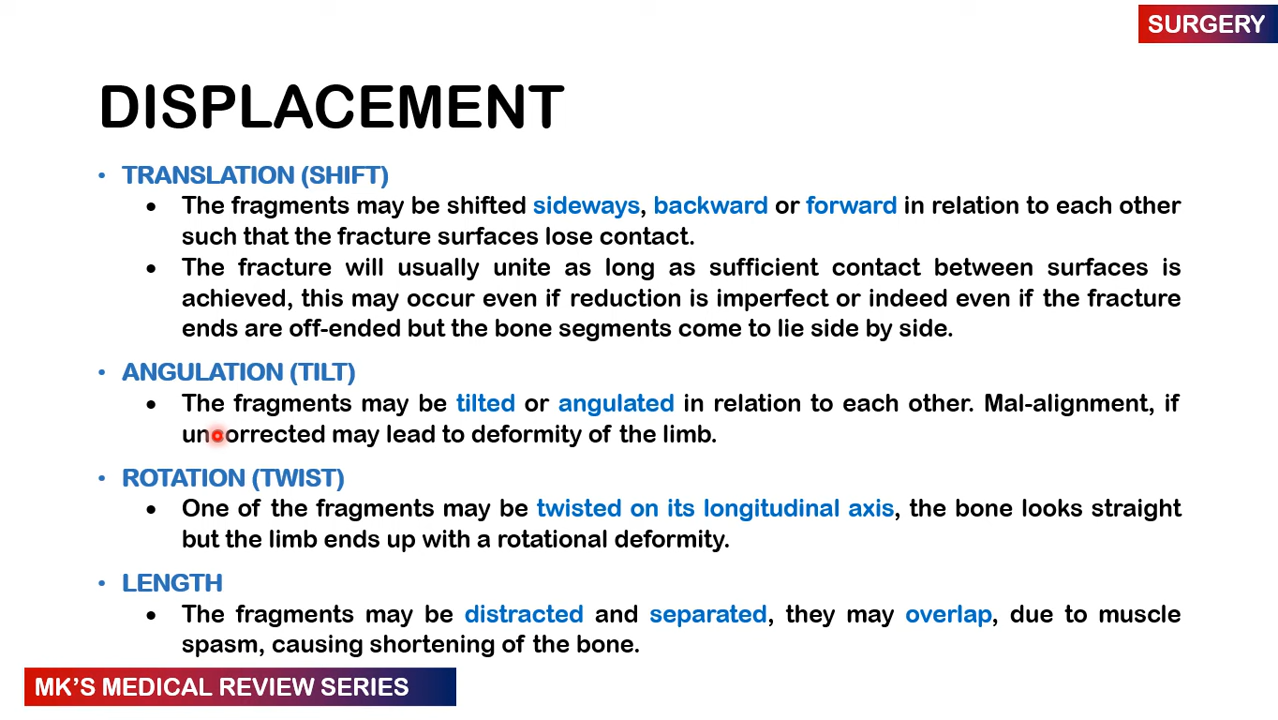 SURGERY
DISPLACEMENT
• TRANSLATION (SHIFT)
• The fragments may be shifted sideways, backward or forward in relation to each other
such that the fracture surfaces lose contact.
• The fracture will usually unite as long as sufficient contact between surfaces is
achieved, this may occur even if reduction is imperfect or indeed even if the fracture
ends are off-ended but the bone segments come to lie side by side.
• ANGULATION (TILT)
• The fragments may be tilted or angulated in relation to each other. Mal-alignment, if
uncorrected may lead to deformity of the limb.
• ROTATION (TWIST)
• One of the fragments may be twisted on its longitudinal axis, the bone looks straight
but the limb ends up with a rotational deformity.
• LENGTH
• The fragments may be distracted and separated, they may overlap, due to muscle
spasm, causing shortening of the bone.
MK'S MEDICAL REVIEW SERIES